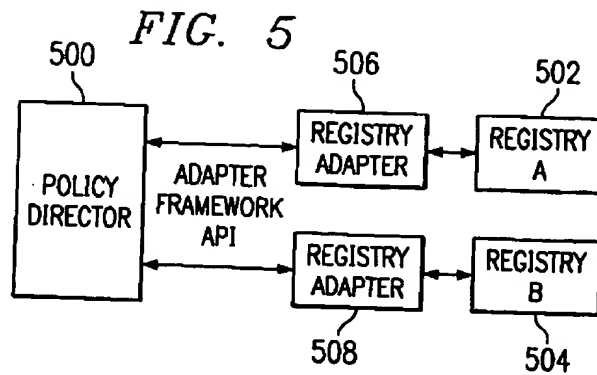 FIG. 5
500
506
502
POLICY
DIRECTOR
ADAPTER
FRAMEWORK
API
REGISTRY
ADAPTER
REGISTRY
A
REGISTRY
ADAPTER
REGISTRY
B
508
504